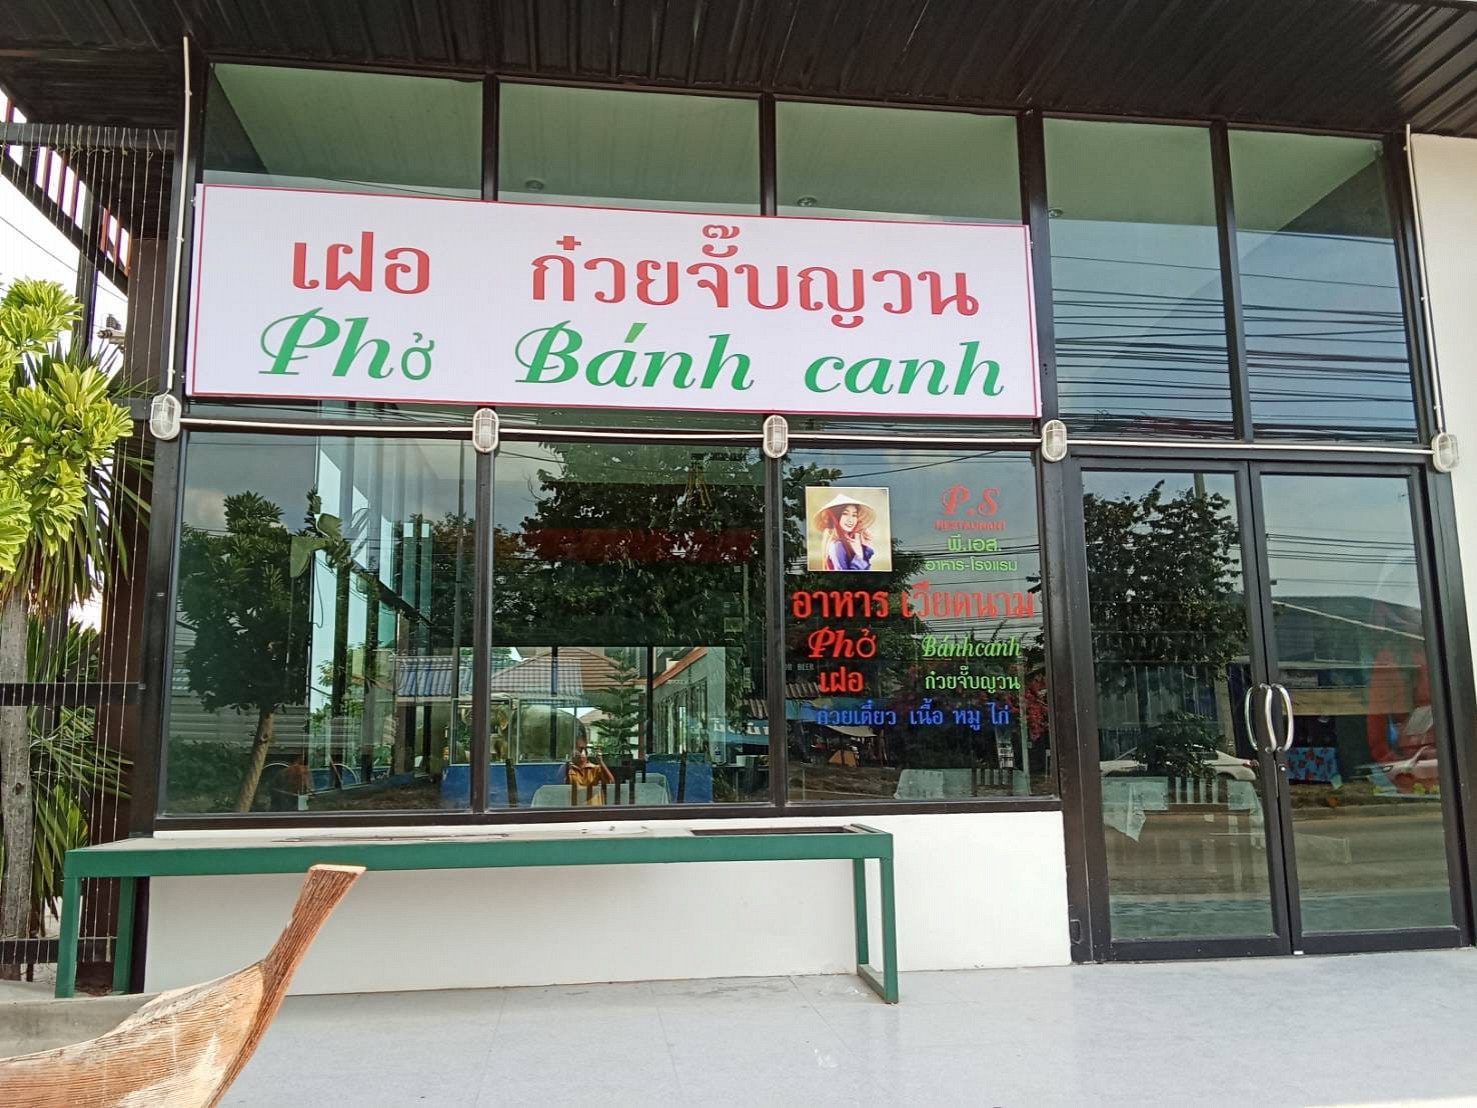 เฝอ ก๋วยจั๊บญวน
Phở Bánh canh
P.S
RESTAURANT
พี.เอส.
อาหาร-โรงแรม
อาหาร เวียดนาม
Phở Bánhcanh
เฝอ ก๋วยจั๊บญวน
ก๋วยเตี๋ยว เนื้อ หมู ไก่